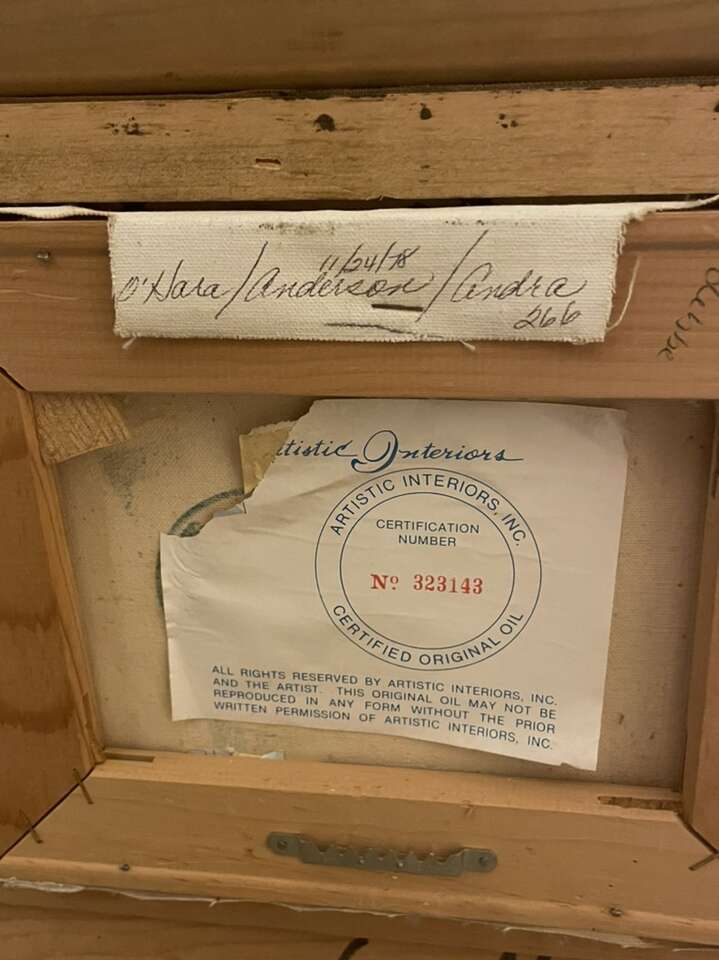 11/24/78
O'Hara/Anderson/Andra
266
tistic Interiors
ARTISTIC INTERIORS, INC.
CERTIFICATION
NUMBER
Nº 323143
CERTIFIED ORIGINAL OIL
ALL RIGHTS RESERVED BY ARTISTIC INTERIORS, INC.
AND THE ARTIST. THIS ORIGINAL OIL MAY NOT BE
REPRODUCED IN ANY FORM WITHOUT THE PRIOR
WRITTEN PERMISSION OF ARTISTIC INTERIORS, INC.